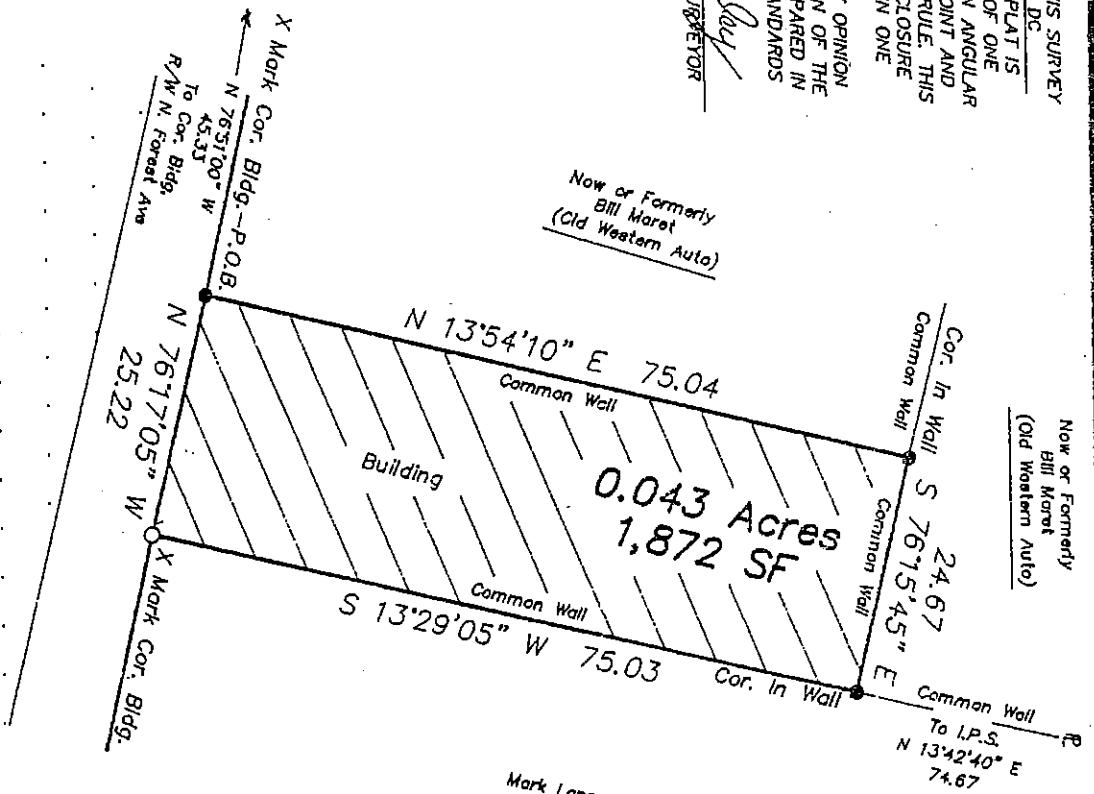 IS SURVEY
DC
PLAT IS
OF ONE
N ANGULAR
OINT AND
RULE. THIS
CLOSURE
N ONE
OPINION
N OF THE
PARED IN
ANDARDS
X Mark Cor. Bldg.-P.O.B.
N 76°51'00" W
45.33
To Cor. Bldg.
R/W N. Forest Ave
Now or Formerly
Bill Maret
(Old Western Auto)
Now or Formerly
Bill Maret
(Old Western Auto)
Cor. In Wall
Common Wall
N 13°54'10" E 75.04
Common Wall
24.67
S 76°15'45" E
Common Wall
0.043 Acres
1,872 SF
Building
N 76°17'05" W
25.22
Common Wall
S 13°29'05" W 75.03
Cor. In Wall
X Mark Cor. Bldg.
Common Wall
To I.P.S.
N 13°42'40" E
74.67